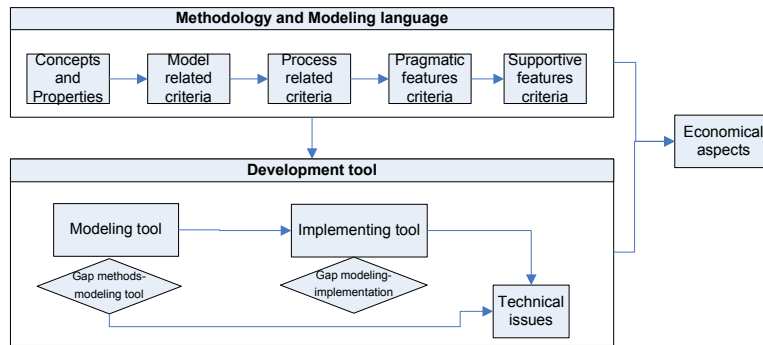 Methodology and Modeling language
Concepts
and
Properties
Model
related
criteria
Process
related
criteria
Pragmatic
features
criteria
Supportive
features
criteria
Economical
aspects
Development tool
Modeling tool
Implementing tool
Gap methods-
modeling tool
Gap modeling-
implementation
Technical
issues